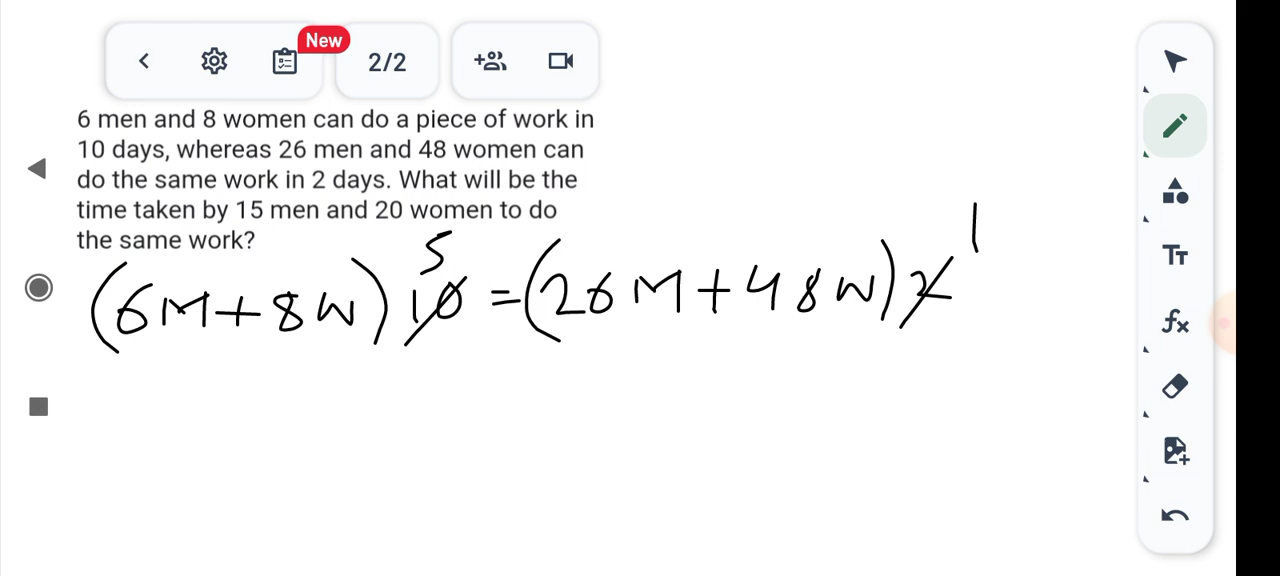 New
2/2
6 men and 8 women can do a piece of work in
10 days, whereas 26 men and 48 women can
do the same work in 2 days. What will be the
time taken by 15 men and 20 women to do
the same work?
5 1
(6M+8W) 10 =(26M+48W)2
Tт
fx